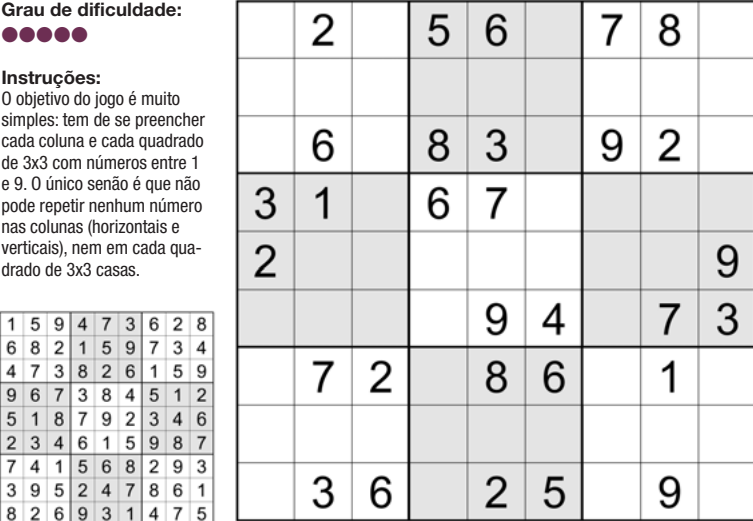 Grau de dificuldade:
Instruções:
O objetivo do jogo é muito
simples: tem de se preencher
cada coluna e cada quadrado
de 3x3 com números entre 1
e 9. O único senão é que não
pode repetir nenhum número
nas colunas (horizontais e
verticais), nem em cada qua-
drado de 3x3 casas.
1 5 9 4 7 3 6 2 8
6 8 2 1 5 9 7 3 4
4 7 3 8 2 6 1 5 9
9 6 7 3 8 4 5 1 2
5 1 8 7 9 2 3 4 6
2 3 4 6 1 5 9 8 7
7 4 1 5 6 8 2 9 3
3 9 5 2 4 7 8 6 1
8 2 6 9 3 1 4 7 5
2 5 6 7 8
6 8 3 9 2
3 1 6 7
2 9
9 4 7 3
7 2 8 6 1
3 6 2 5 9